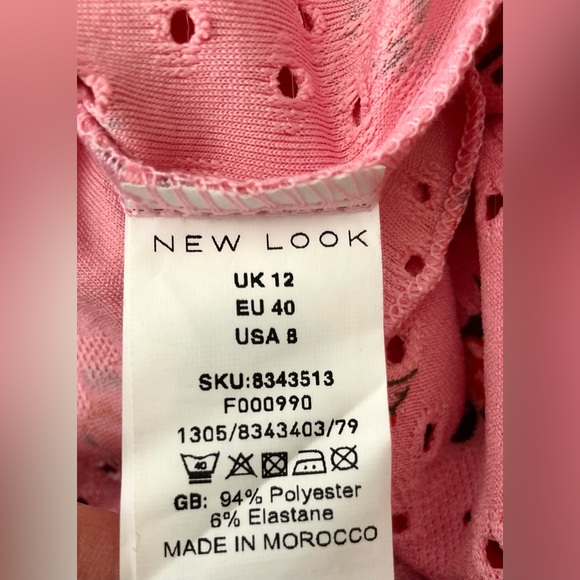 NEW LOOK
UK 12
EU 40
USA 8
SKU:8343513
F000990
1305/8343403/79
40
GB: 94% Polyester
6% Elastane
MADE IN MOROCCO